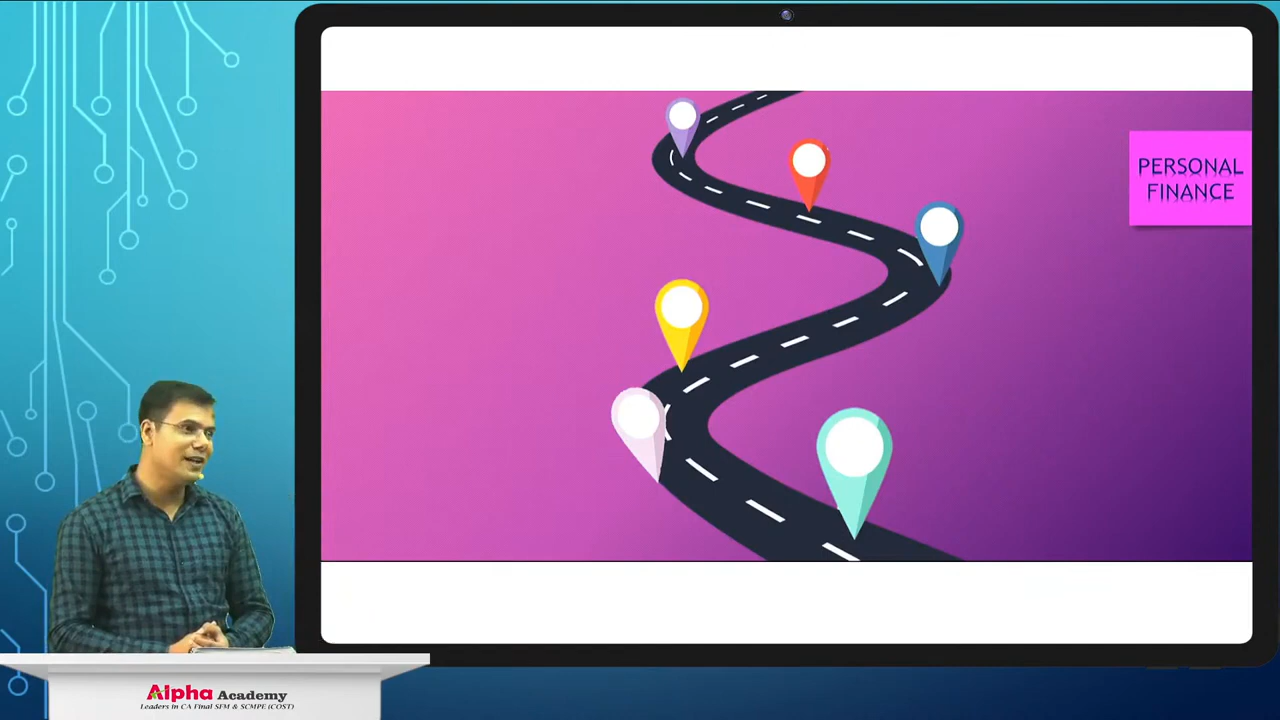 PERSONAL
FINANCE
Alpha Academy
Leaders in CA Final SFM & SCMPE (COST)